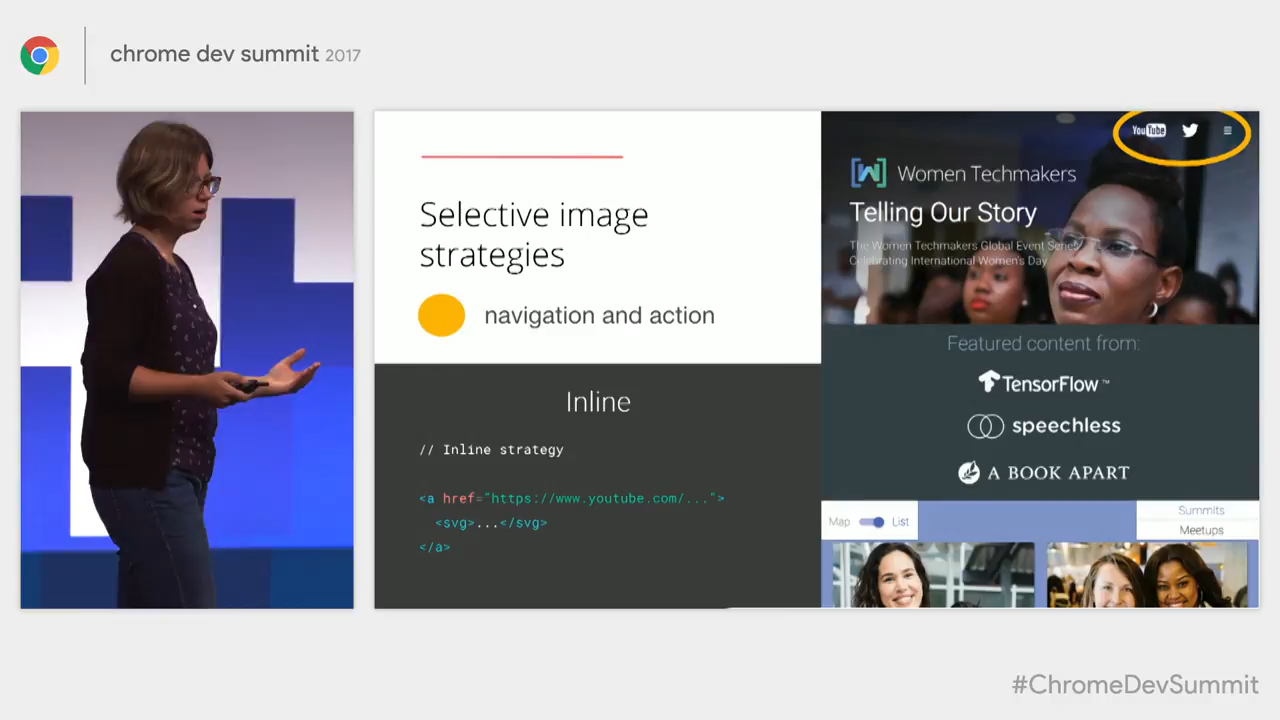 chrome dev summit 2017
Selective image
strategies
navigation and action
Inline
// Inline strategy
<a href="https://www.youtube.com/...">
<svg>...</svg>
</a>
YouTube
Women Techmakers
Telling Our Story
The Women Techmakers Global Event Series
Celebrating International Women's Day
Featured content from:
TensorFlow™
speechless
A BOOK APART
Map List
Summits
Meetups
#ChromeDevSummit